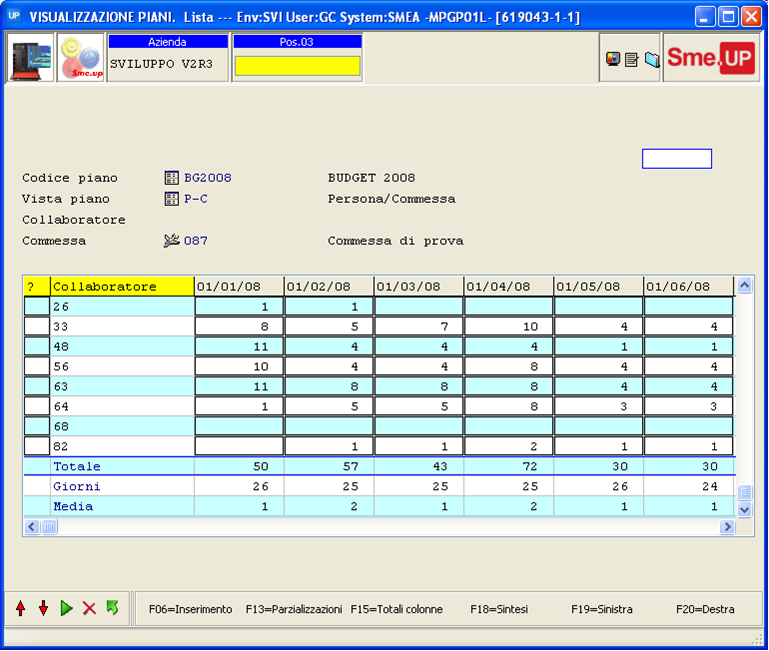 UP VISUALIZZAZIONE PIANI. Lista --- Env:SVI User:GC System:SMEA -MPGP01L- [619043-1-1]
Sme.up
Azienda
SVILUPPO V2R3
Pos.03
Sme.UP
Codice piano BG2008 BUDGET 2008
Vista piano P-C Persona/Commessa
Collaboratore
Commessa 087 Commessa di prova
? Collaboratore 01/01/08 01/02/08 01/03/08 01/04/08 01/05/08 01/06/08
26 1 1
33 8 5 7 10 4 4
48 11 4 4 4 1 1
56 10 4 4 8 4 4
63 11 8 8 8 4 4
64 1 5 5 8 3 3
68
82 1 1 2 1 1
Totale 50 57 43 72 30 30
Giorni 26 25 25 25 26 24
Media 1 2 1 2 1 1
F06=Inserimento F13=Parzializzazioni F15=Totali colonne F18=Sintesi F19=Sinistra F20=Destra